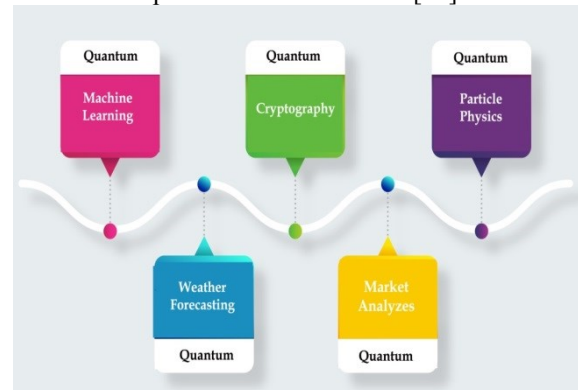 Quantum
Machine
Learning
Quantum
Cryptography
Quantum
Particle
Physics
Weather
Forecasting
Quantum
Market
Analyzes
Quantum